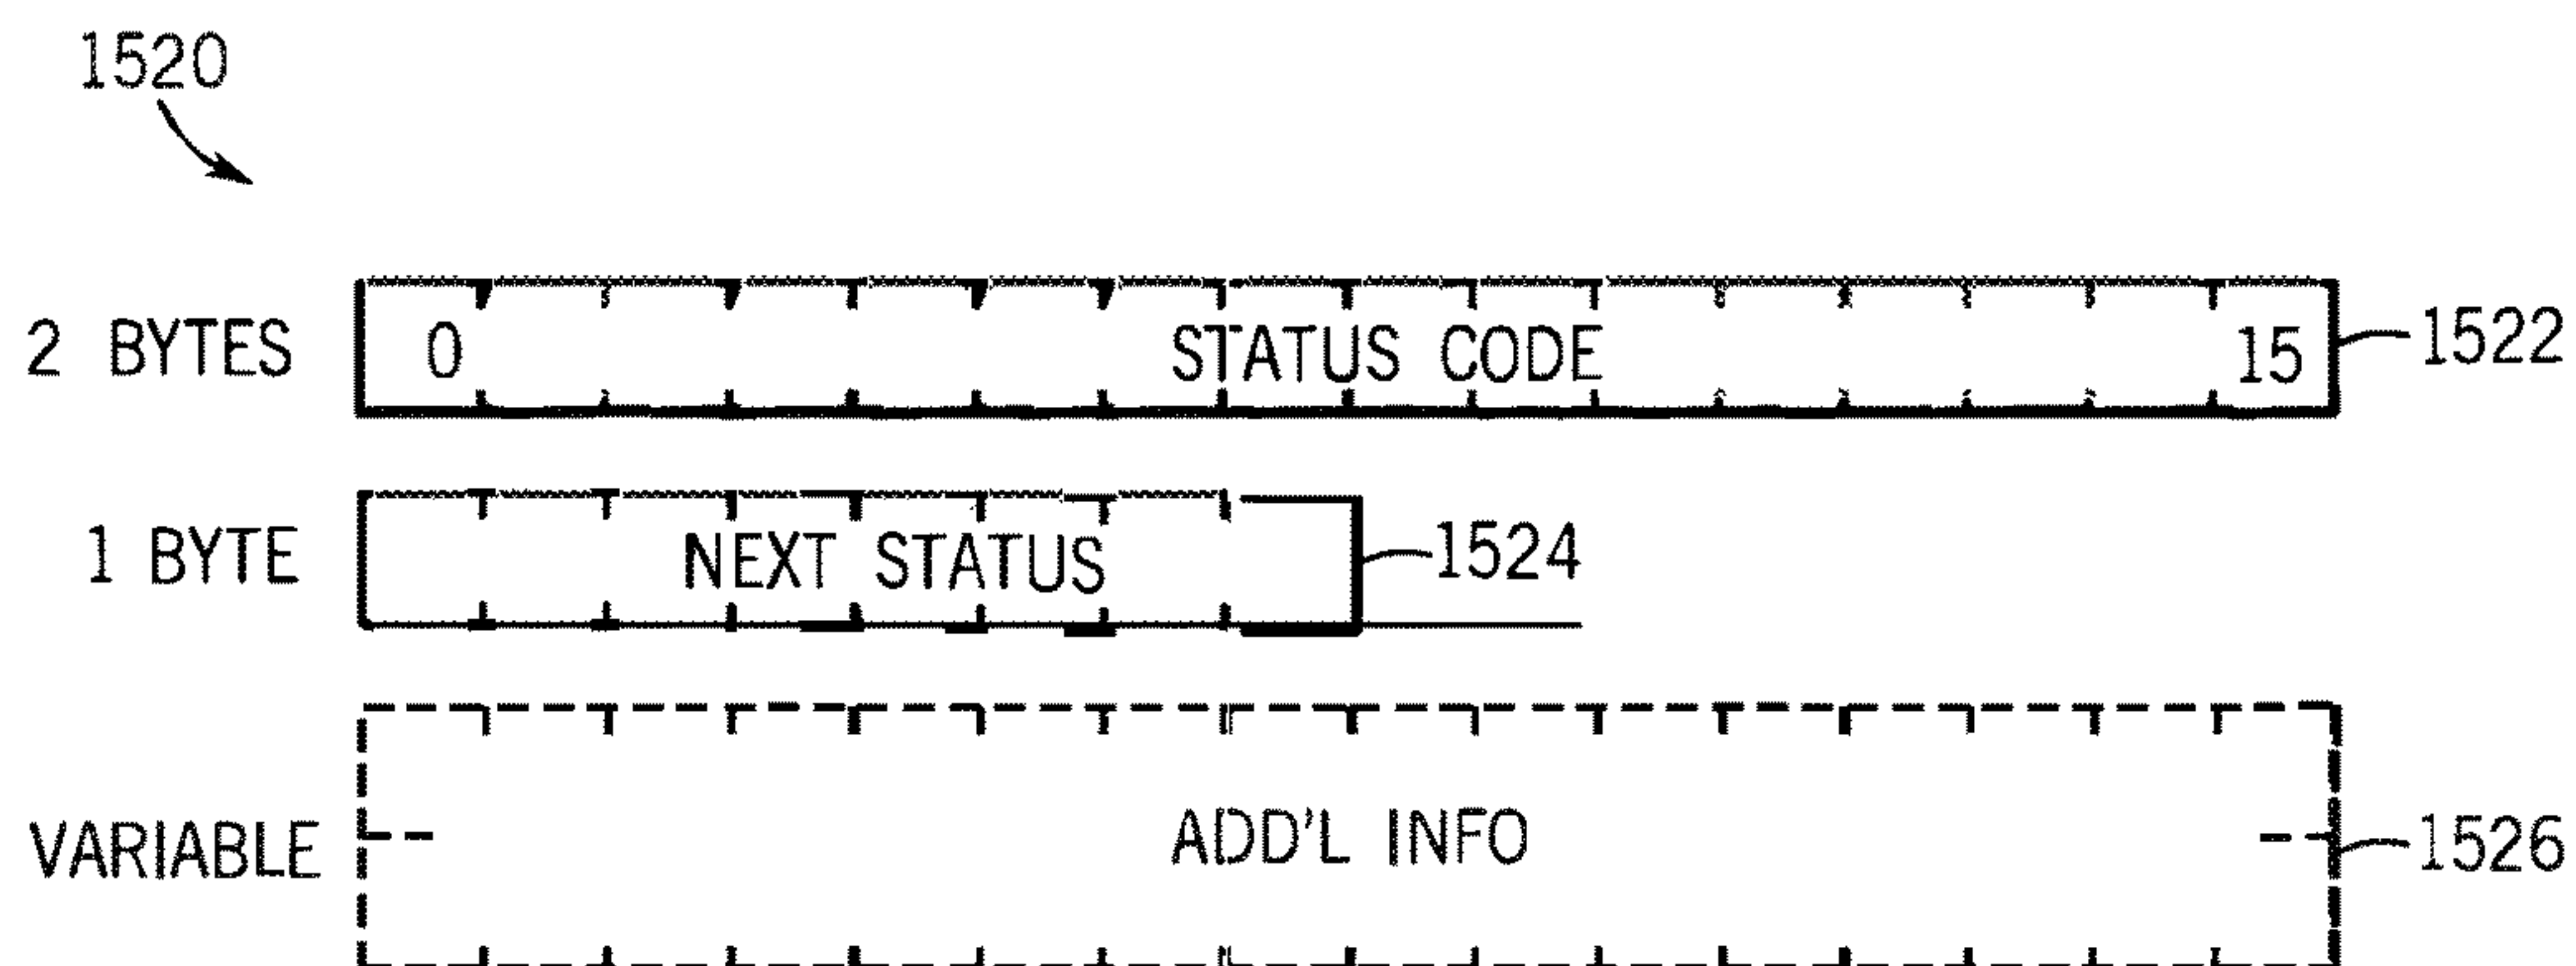 1520
2 BYTES 0 STATUS CODE 15 1522
1 BYTE NEXT STATUS 1524
VARIABLE ADD'L INFO 1526